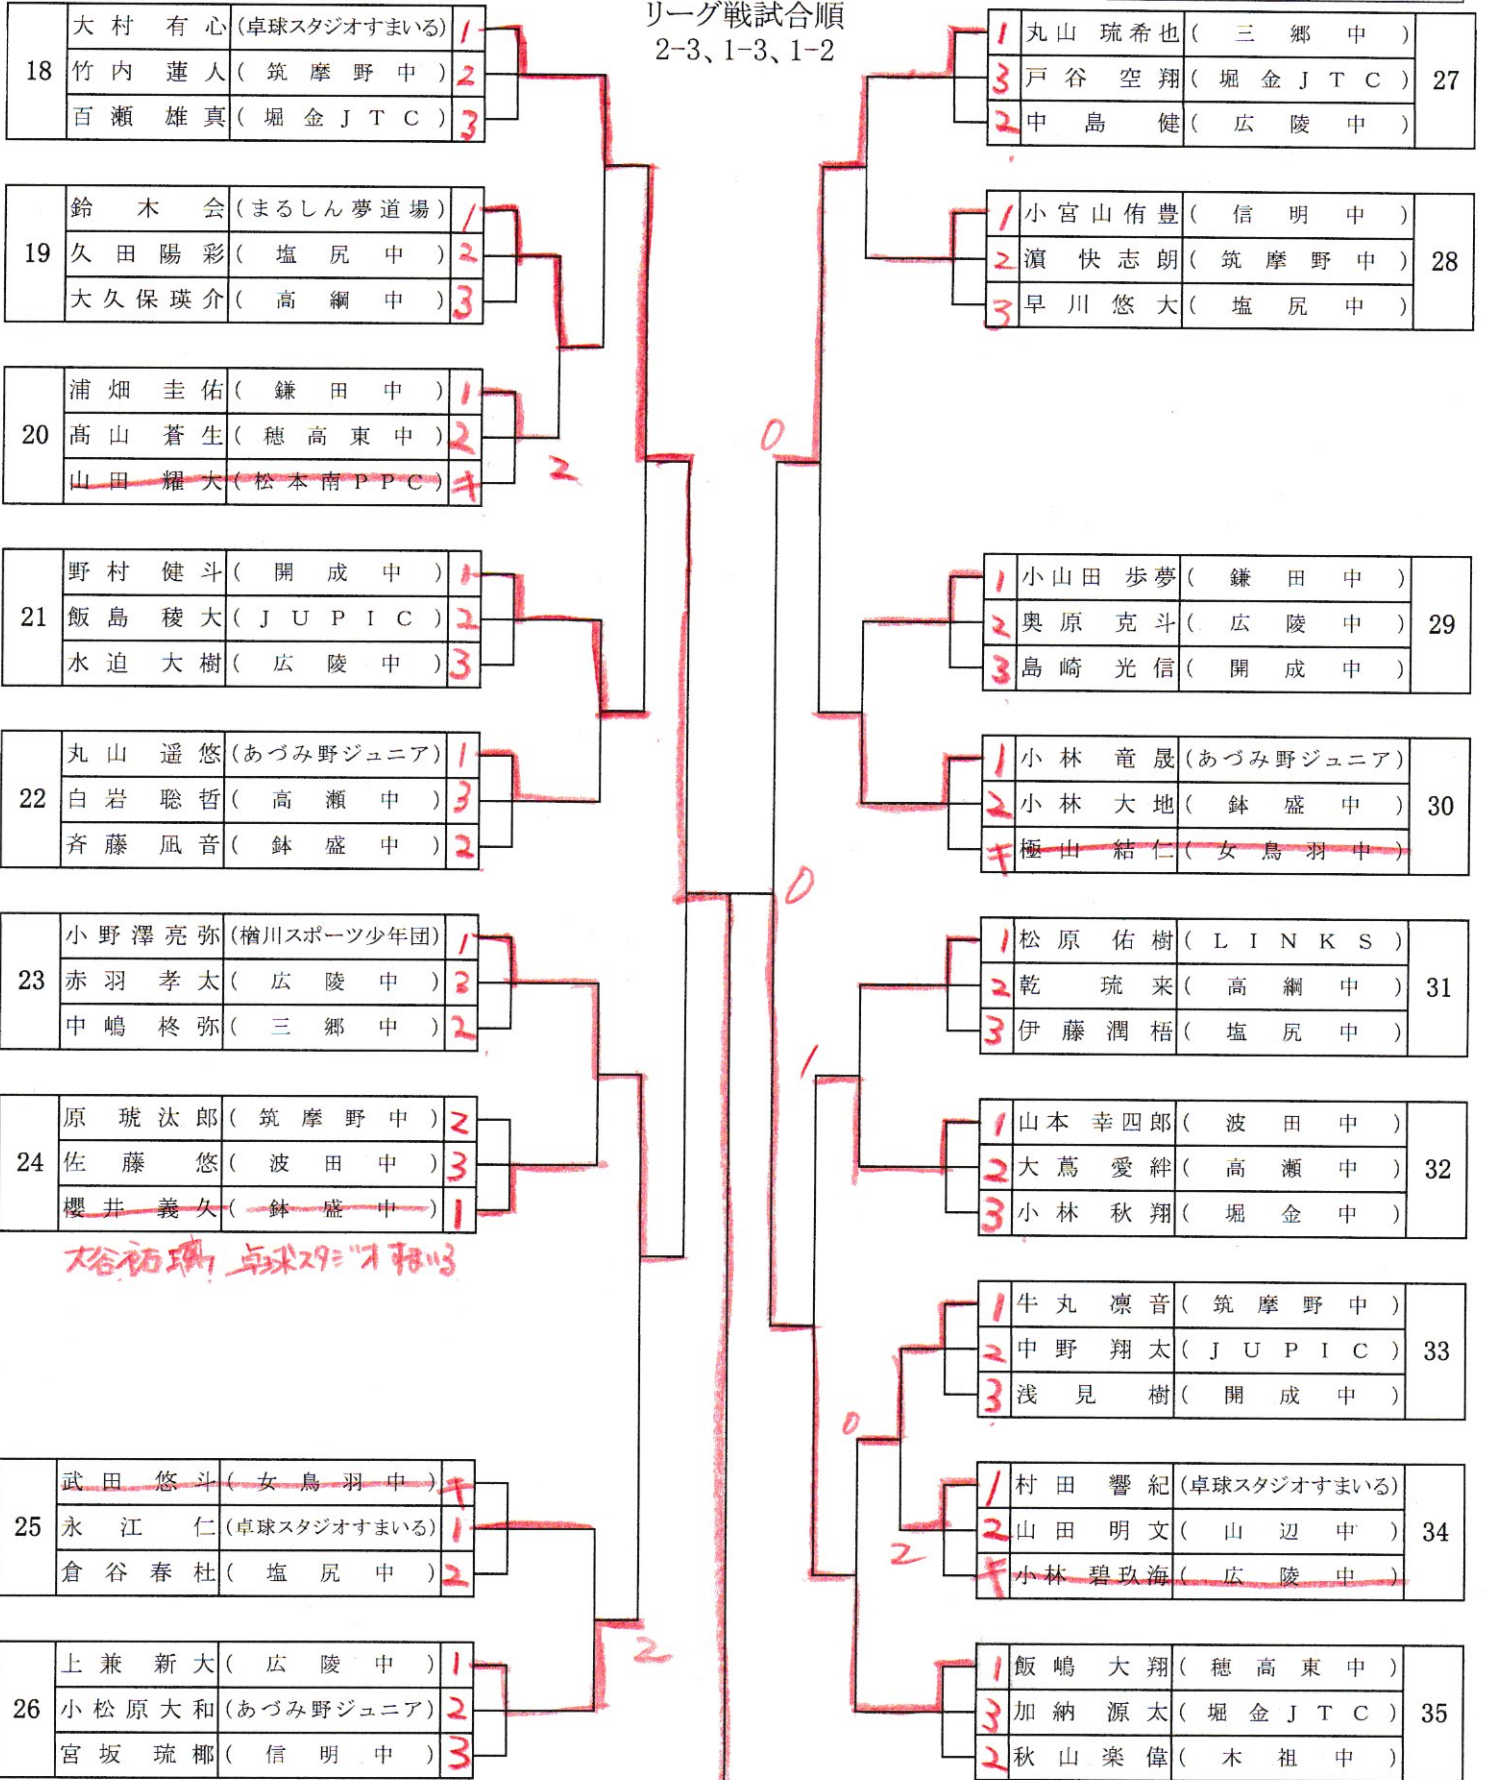 リーグ戦試合順
2-3、1-3、1-2
18
大村 有心 (卓球スタジオすまいる) 1
竹内 蓮人 (筑摩野中) 2
百瀬 雄真 (堀金JTC) 3
19
鈴木 会 (まるしん夢道場) 1
久田陽彩 (塩尻中) 2
大久保瑛介 (高綱中) 3
20
浦畑 圭佑 (鎌田中) 1
髙山 蒼生 (穂高東中) 2
山田 耀大 (松本南PPC) キ
2
21
野村 健斗 (開成中) 1
飯島 稜大 (JUPIC) 2
水迫 大樹 (広陵中) 3
22
丸山 遥悠 (あづみ野ジュニア) 1
白岩 聡哲 (高瀬中) 3
斉藤 凪音 (鉢盛中) 2
23
小野澤亮弥 (楢川スポーツ少年団) 1
赤羽 孝太 (広陵中) 3
中嶋 柊弥 (三郷中) 2
24
原 琥汰郎 (筑摩野中) 2
佐藤 悠 (波田中) 3
櫻井 義久 (鉢盛中) 1
大谷 卓球スタジオすまいる
25
武田 悠斗 (女鳥羽中) キ
永江 仁 (卓球スタジオすまいる) 1
倉谷春杜 (塩尻中) 2
26
上兼 新大 (広陵中) 1
小松原大和 (あづみ野ジュニア) 2
宮坂 琉椰 (信明中) 3
2
1 丸山 琉希也 (三郷中)
3 戸谷 空翔 (堀金JTC)
2 中島 健 (広陵中)
27
1 小宮山侑豊 (信明中)
2 濵 快志朗 (筑摩野中)
3 早川悠大 (塩尻中)
28
0
1 小山田 歩夢 (鎌田中)
2 奥原 克斗 (広陵中)
3 島崎 光信 (開成中)
29
1 小林 竜晟 (あづみ野ジュニア)
2 小林 大地 (鉢盛中)
キ 極山 結仁 (女鳥羽中)
30
0
1 松原 佑樹 (LINKS)
2 乾 琉来 (高綱中)
3 伊藤潤梧 (塩尻中)
31
1
1 山本 幸四郎 (波田中)
2 大蔦 愛絆 (高瀬中)
3 小林 秋翔 (堀金中)
32
1 牛丸 凛音 (筑摩野中)
2 中野 翔太 (JUPIC)
3 浅見 樹 (開成中)
33
0
1 村田 響紀 (卓球スタジオすまいる)
2 山田 明文 (山辺中)
キ 小林 碧玖海 (広陵中)
34
2
1 飯嶋 大翔 (穂高東中)
3 加納 源太 (堀金JTC)
2 秋山楽偉 (木祖中)
35